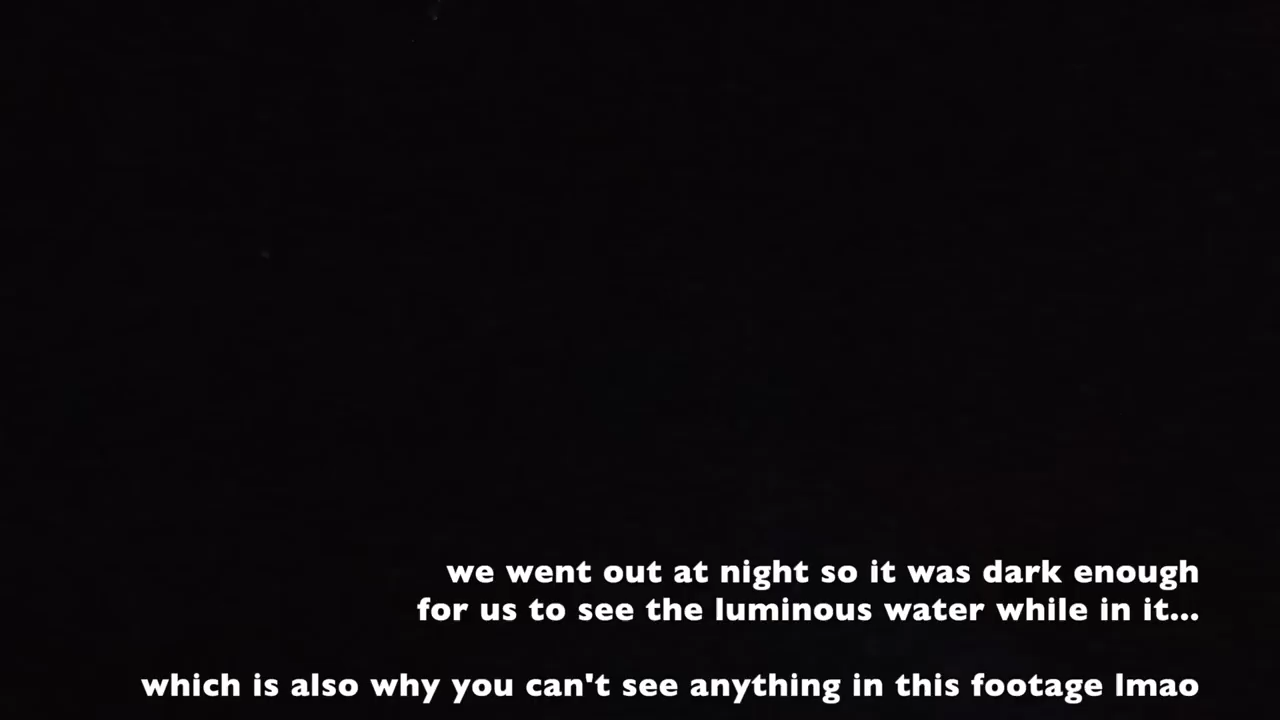 we went out at night so it was dark enough
for us to see the luminous water while in it...
which is also why you can't see anything in this footage lmao